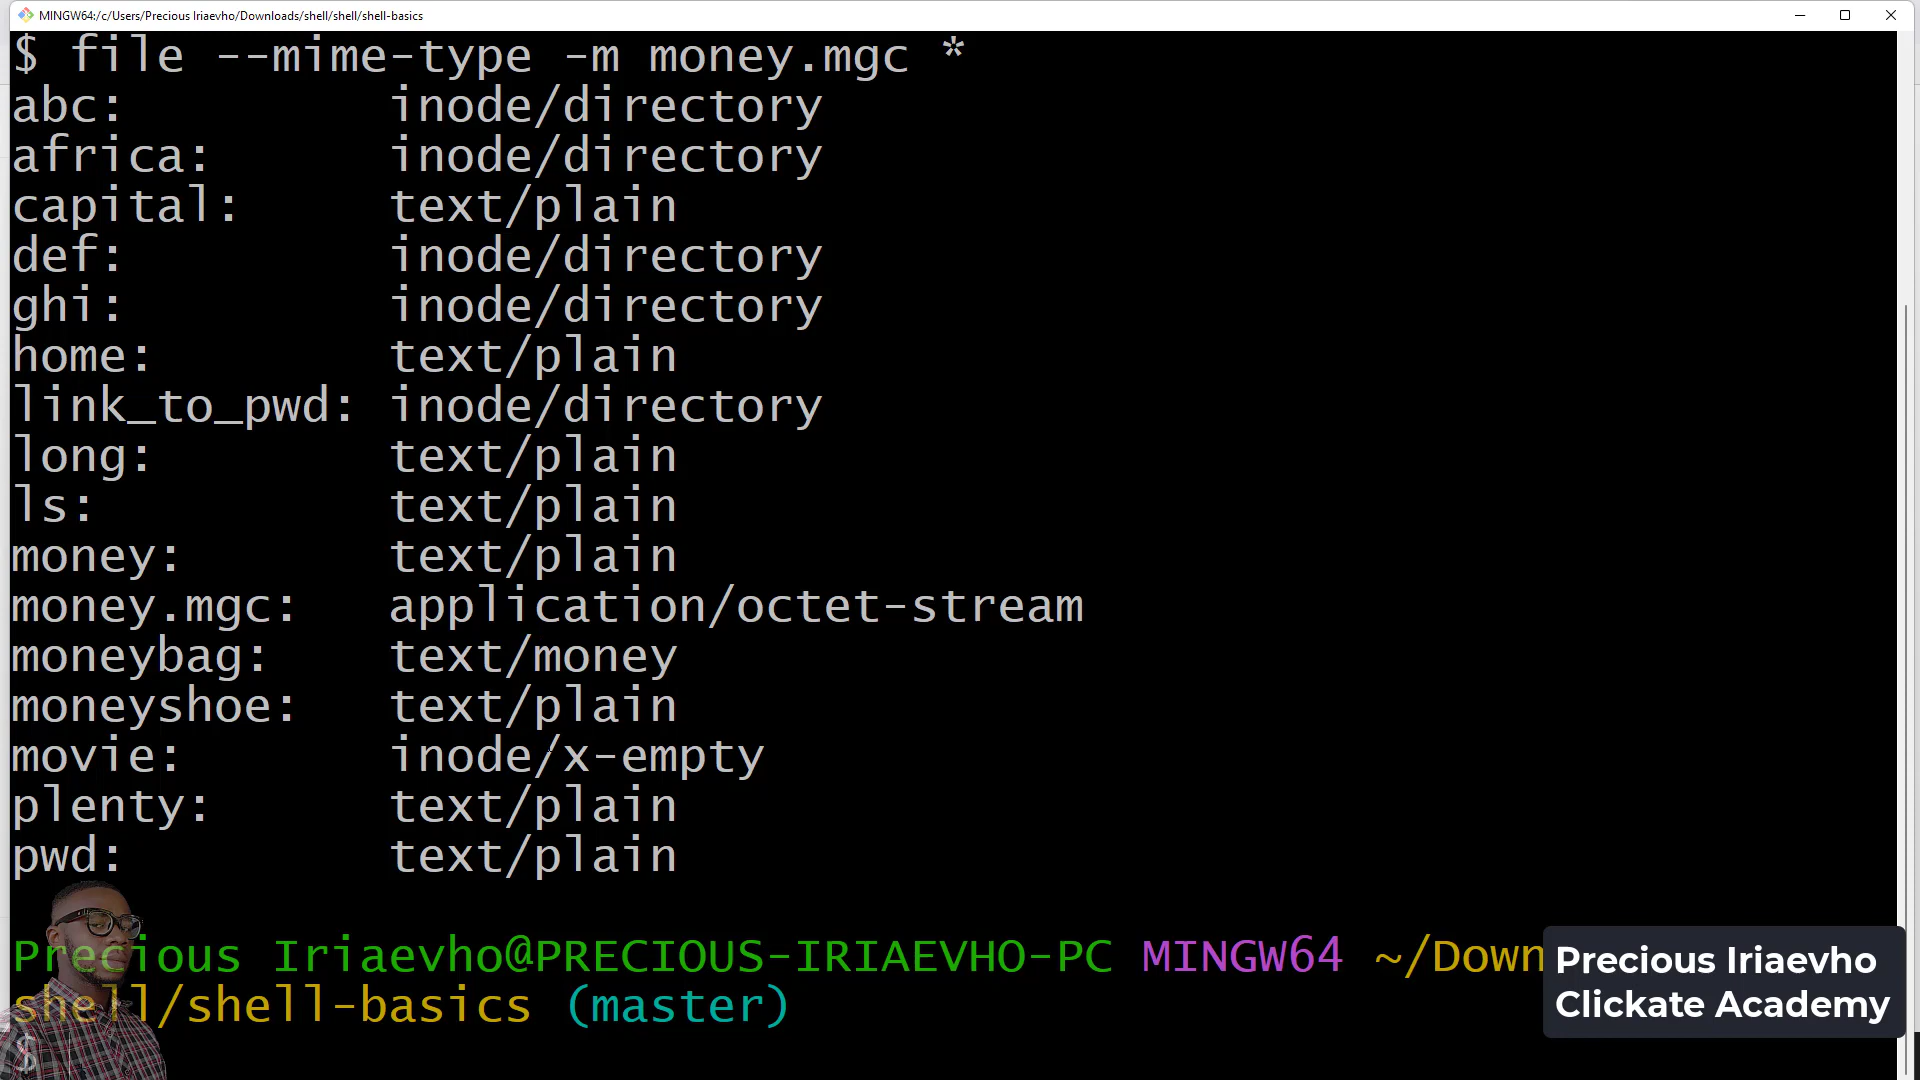 MINGW64:/c/Users/Precious Iriaevho/Downloads/shell/shell/shell-basics
$ file --mime-type -m money.mgc *
abc: inode/directory
africa: inode/directory
capital: text/plain
def: inode/directory
ghi: inode/directory
home: text/plain
link_to_pwd: inode/directory
long: text/plain
ls: text/plain
money: text/plain
money.mgc: application/octet-stream
moneybag: text/money
moneyshoe: text/plain
movie: inode/x-empty
plenty: text/plain
pwd: text/plain
Precious Iriaevho@PRECIOUS-IRIAEVHO-PC MINGW64 ~/Down
shell/shell-basics (master)
$
Precious Iriaevho
Clickate Academy